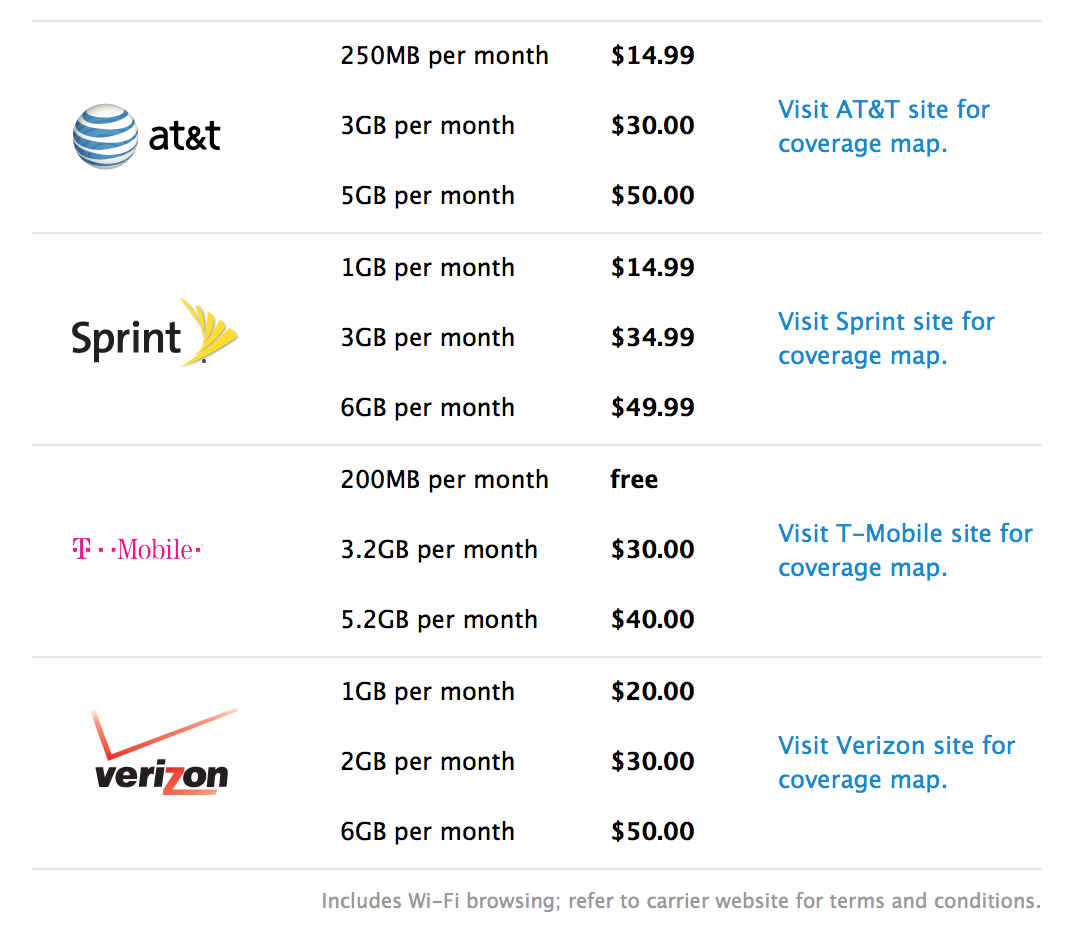 250MB per month $14.99
at&t
3GB per month $30.00
Visit AT&T site for
coverage map.
5GB per month $50.00
1GB per month $14.99
Sprint
3GB per month $34.99
Visit Sprint site for
coverage map.
6GB per month $49.99
200MB per month free
T··Mobile·
3.2GB per month $30.00
Visit T-Mobile site for
coverage map.
5.2GB per month $40.00
1GB per month $20.00
verizon
2GB per month $30.00
Visit Verizon site for
coverage map.
6GB per month $50.00
Includes Wi-Fi browsing; refer to carrier website for terms and conditions.